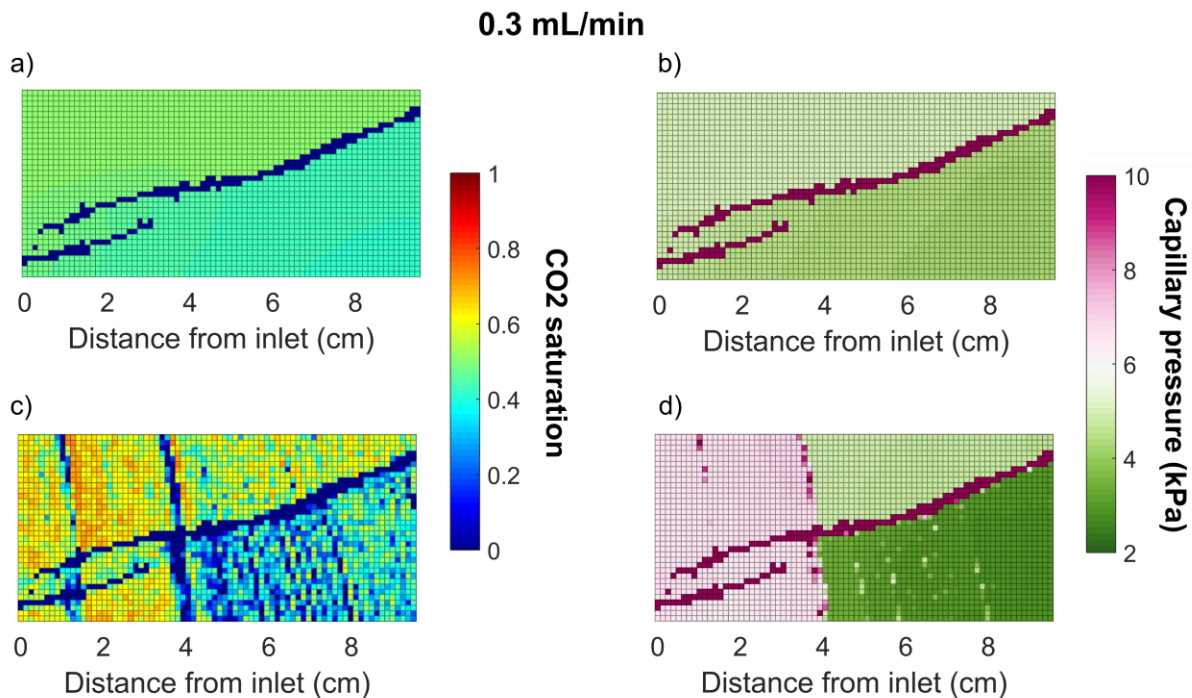 0.3 mL/min
a)
0 2 4 6 8
Distance from inlet (cm)
b)
0 2 4 6 8
Distance from inlet (cm)
1
0.8
0.6
0.4
0.2
0
CO2 saturation
10
8
6
4
2
Capillary pressure (kPa)
c)
0 2 4 6 8
Distance from inlet (cm)
d)
0 2 4 6 8
Distance from inlet (cm)